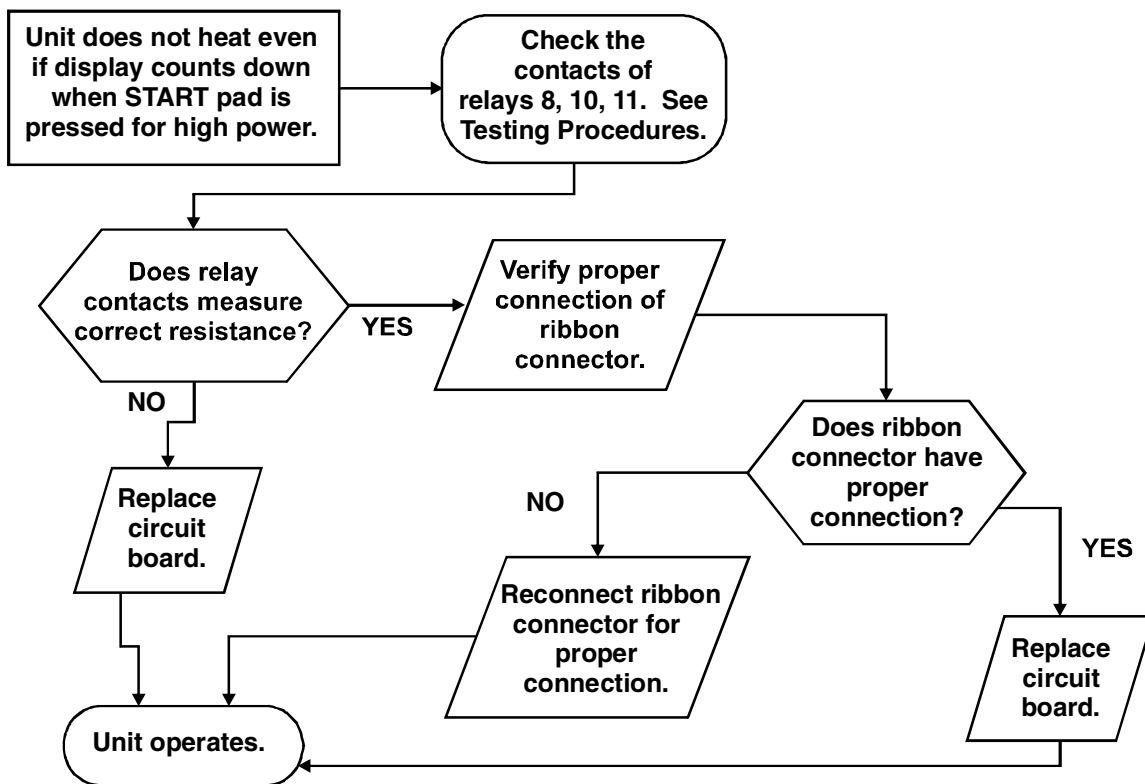 Unit does not heat even
if display counts down
when START pad is
pressed for high power.
Check the
contacts of
relays 8, 10, 11. See
Testing Procedures.
Does relay
contacts measure
correct resistance?
YES
Verify proper
connection of
ribbon
connector.
NO
Replace
circuit
board.
Does ribbon
connector have
proper
connection?
NO
YES
Reconnect ribbon
connector for
proper
connection.
Replace
circuit
board.
Unit operates.